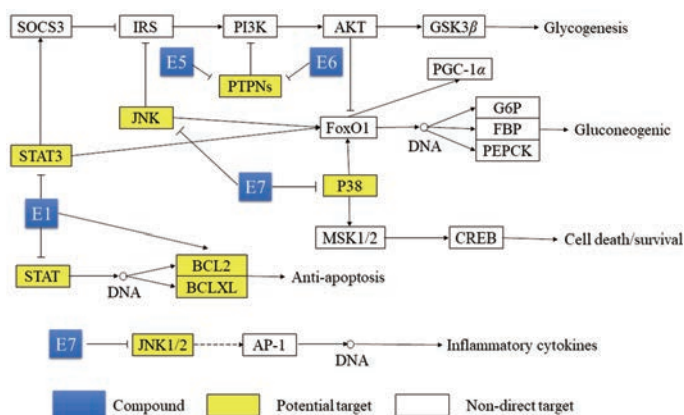 SOCS3 IRS PI3K AKT GSK3β Glycogenesis
E5 E6
PTPNs
PGC-1α
JNK
FoxO1
G6P
FBP
PEPCK
DNA
Gluconeogenic
STAT3
E7
P38
E1
MSK1/2 CREB Cell death/survival
STAT
DNA
BCL2
BCLXL
Anti-apoptosis
E7 JNK1/2 AP-1
DNA
Inflammatory cytokines
Compound Potential target Non-direct target